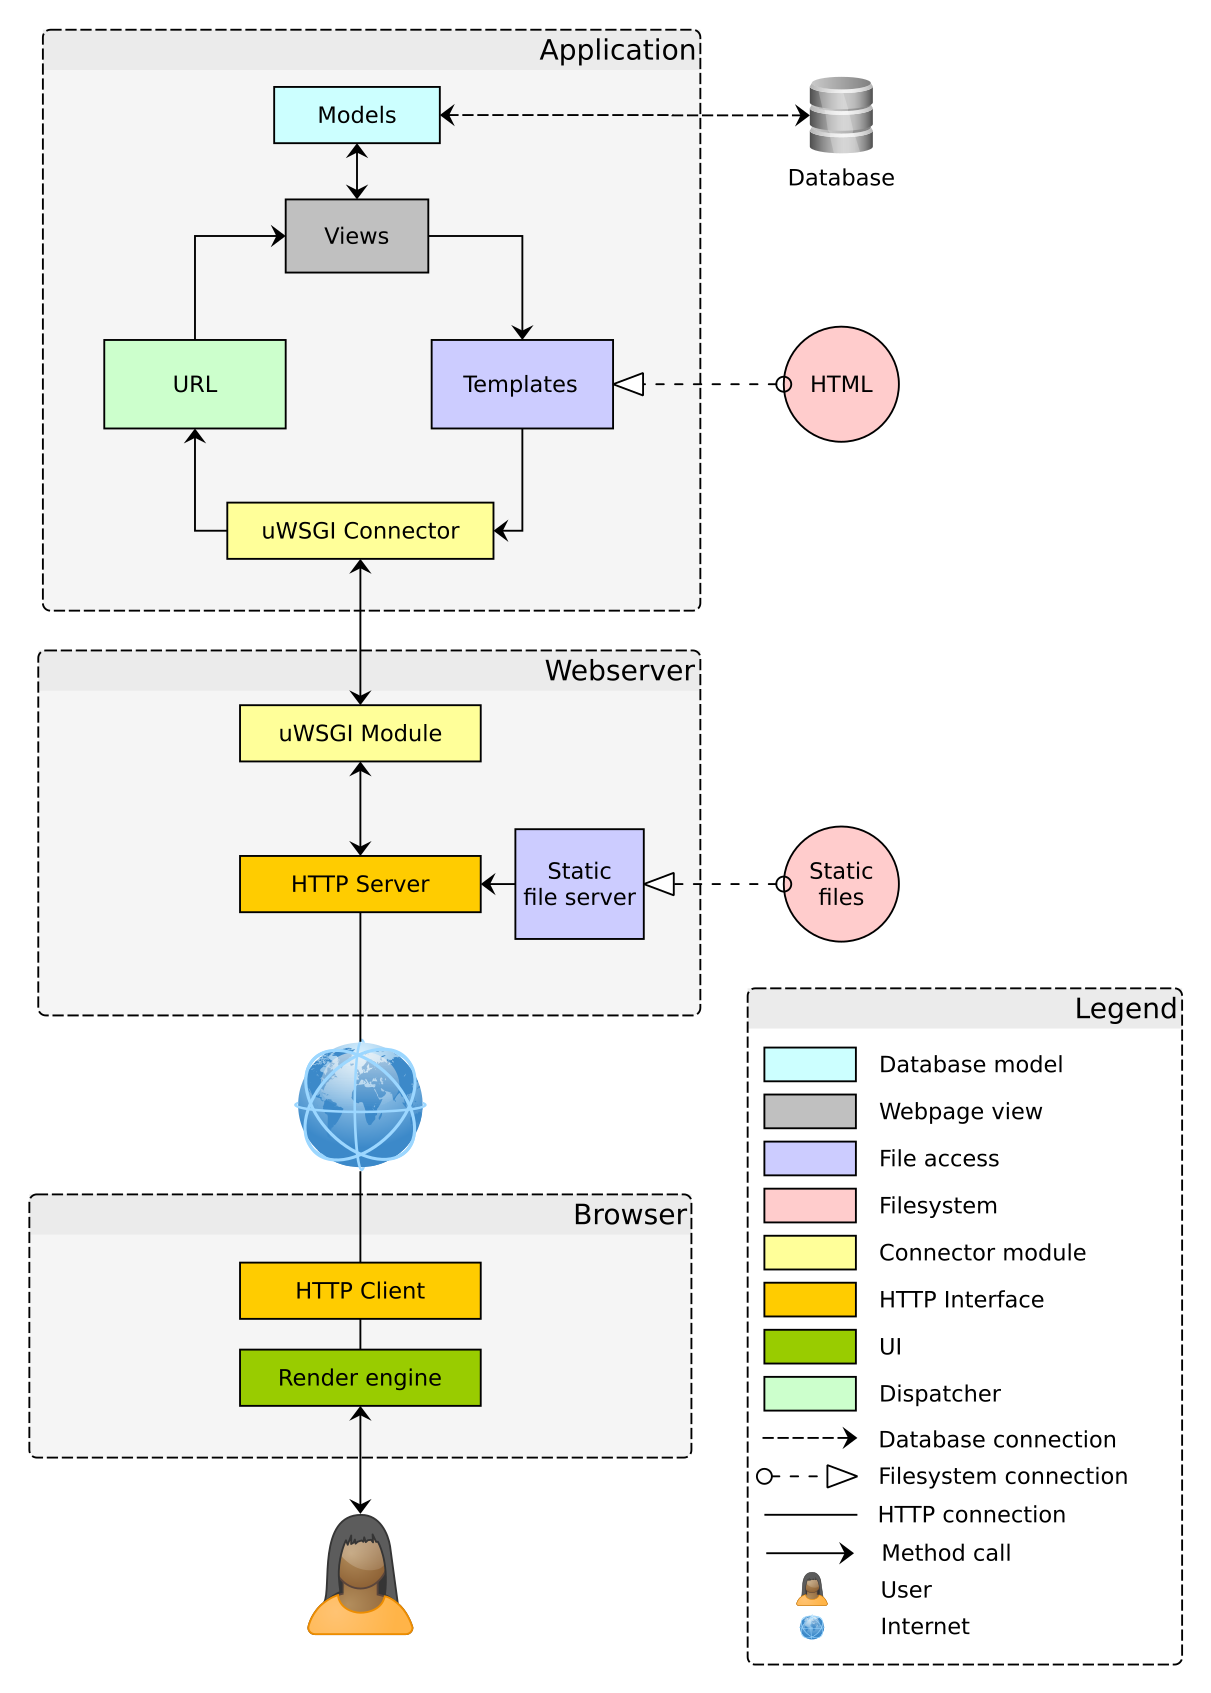 Application
Models
Database
Views
URL
Templates
HTML
uWSGI Connector
Webserver
uWSGI Module
HTTP Server
Static
file server
Static
files
Browser
HTTP Client
Render engine
Legend
Database model
Webpage view
File access
Filesystem
Connector module
HTTP Interface
UI
Dispatcher
Database connection
Filesystem connection
HTTP connection
Method call
User
Internet